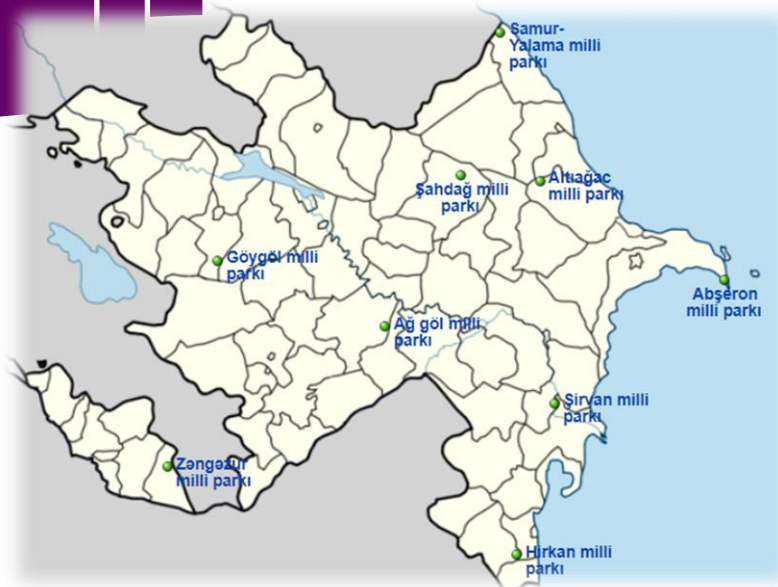 Samur-
Yalama milli
parkı
Şahdağ milli
parkı
Altıağac
milli parkı
Göygöl milli
parkı
Abşeron
milli parkı
Ağ göl milli
parkı
Şirvan milli
parkı
Zəngəzur
milli parkı
Hirkan milli
parkı